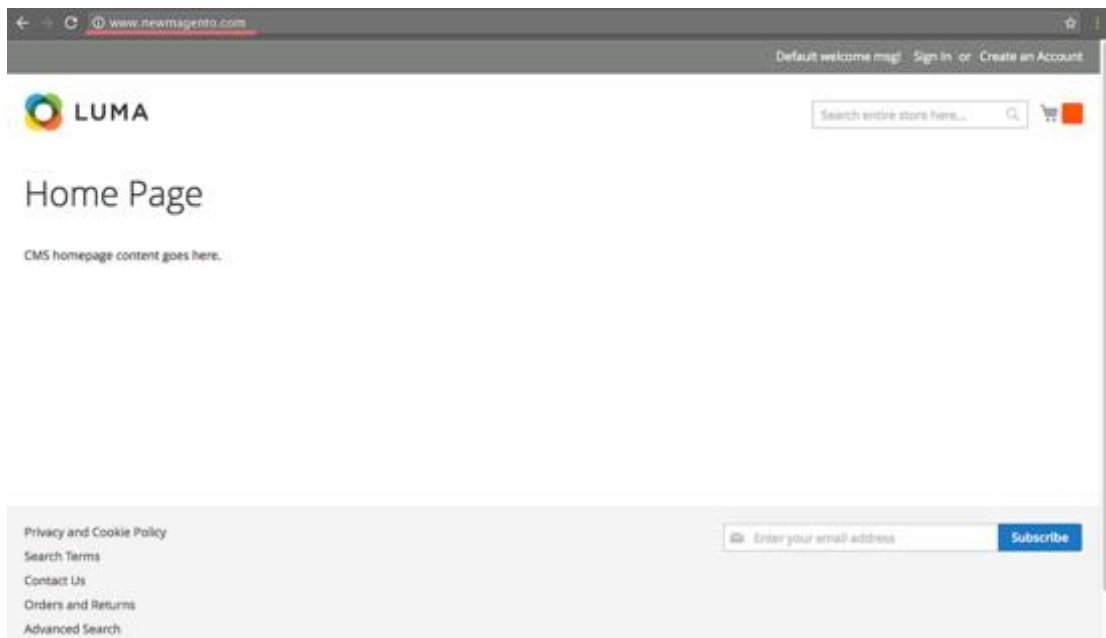 www.newmagento.com
Default welcome msg! Sign In or Create an Account
LUMA
Search entire store here...
Home Page
CMS homepage content goes here.
Privacy and Cookie Policy
Enter your email address
Subscribe
Search Terms
Contact Us
Orders and Returns
Advanced Search